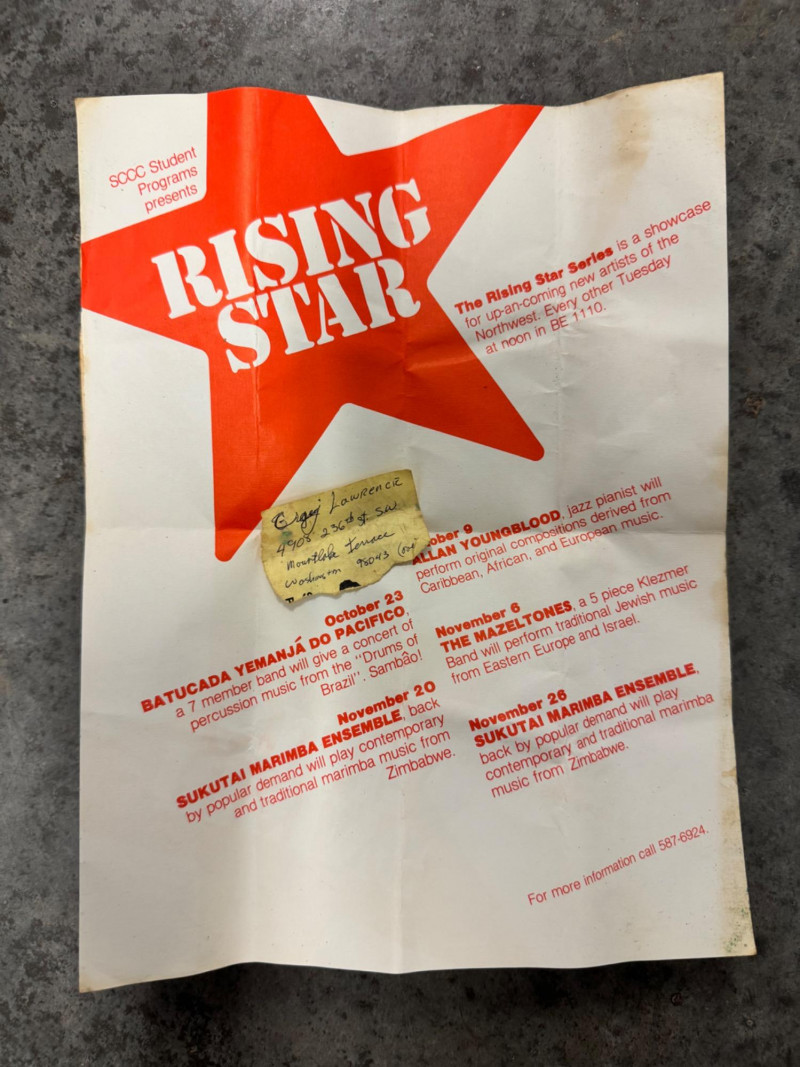 SCCC Student
Programs
presents
RISING
STAR
The Rising Star Series is a showcase
for up-an-coming new artists of the
Northwest. Every other Tuesday
at noon in BE 1110.
Lawrence
4908 236th St. SW
Mountlake Terrace
Washington 98043
ober 9
ALLAN YOUNGBLOOD, jazz pianist will
perform original compositions derived from
Caribbean, African, and European music.
October 23
BATUCADA YEMANJÁ DO PACIFICO,
a 7 member band will give a concert of
percussion music from the "Drums of
Brazil". Sambâo!
November 6
THE MAZELTONES, a 5 piece Klezmer
Band will perform traditional Jewish music
from Eastern Europe and Israel.
November 20
SUKUTAI MARIMBA ENSEMBLE, back
by popular demand will play contemporary
and traditional marimba music from
Zimbabwe.
November 26
SUKUTAI MARIMBA ENSEMBLE,
back by popular demand will play
contemporary and traditional marimba
music from Zimbabwe.
For more information call 587-6924.